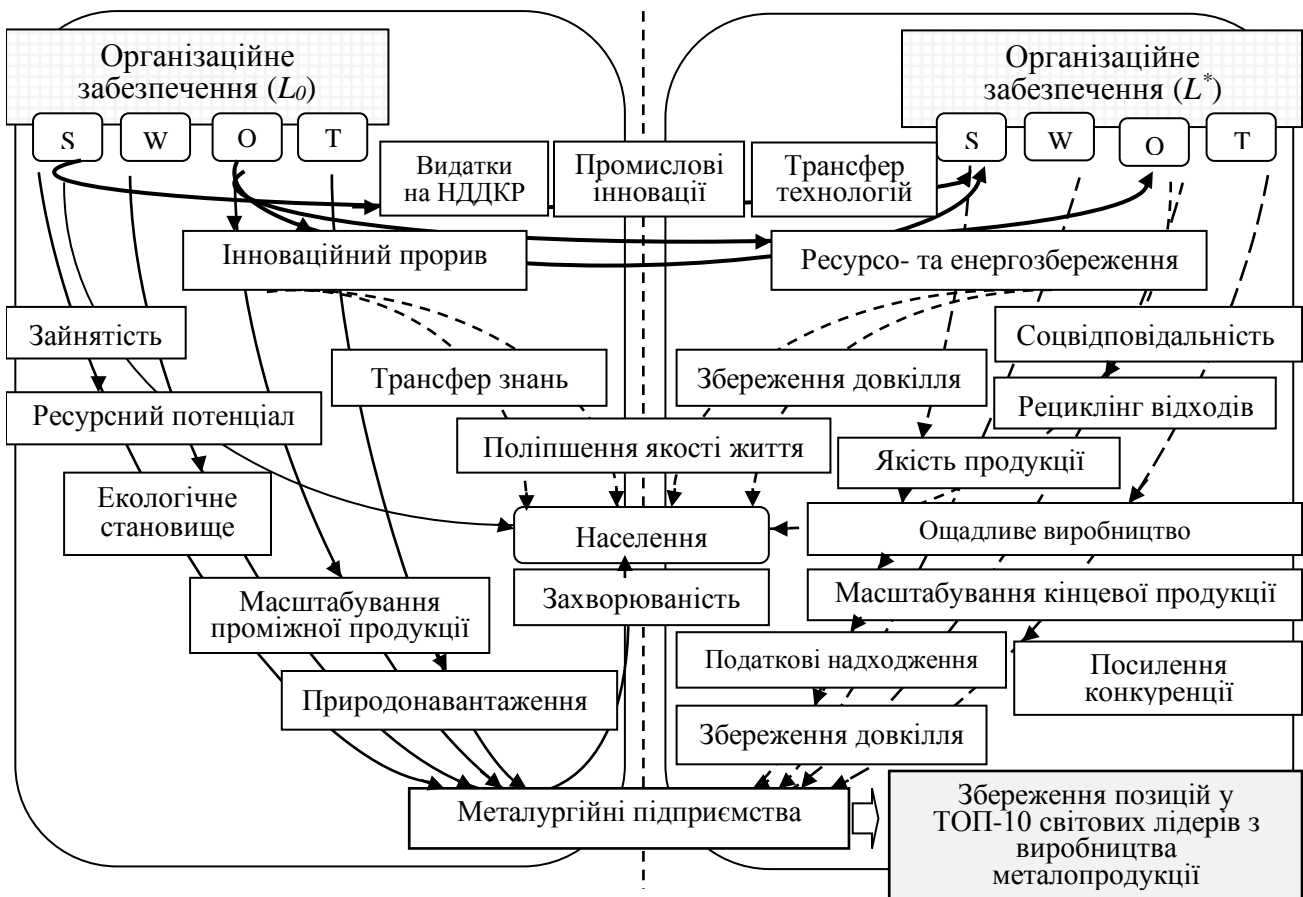 Організаційне
забезпечення (L0)
S
W
O
T
Організаційне
забезпечення (L*)
S
W
O
T
Видатки
на НДДКР
Промислові
інновації
Трансфер
технологій
Інноваційний прорив
Ресурсо- та енергозбереження
Зайнятість
Соцвідповідальність
Трансфер знань
Збереження довкілля
Ресурсний потенціал
Рециклінг відходів
Поліпшення якості життя
Якість продукції
Екологічне
становище
Населення
Ощадливе виробництво
Масштабування
проміжної продукції
Захворюваність
Масштабування кінцевої продукції
Податкові надходження
Посилення
конкуренції
Природонавантаження
Збереження довкілля
Металургійні підприємства
Збереження позицій у
ТОП-10 світових лідерів з
виробництва
металопродукції